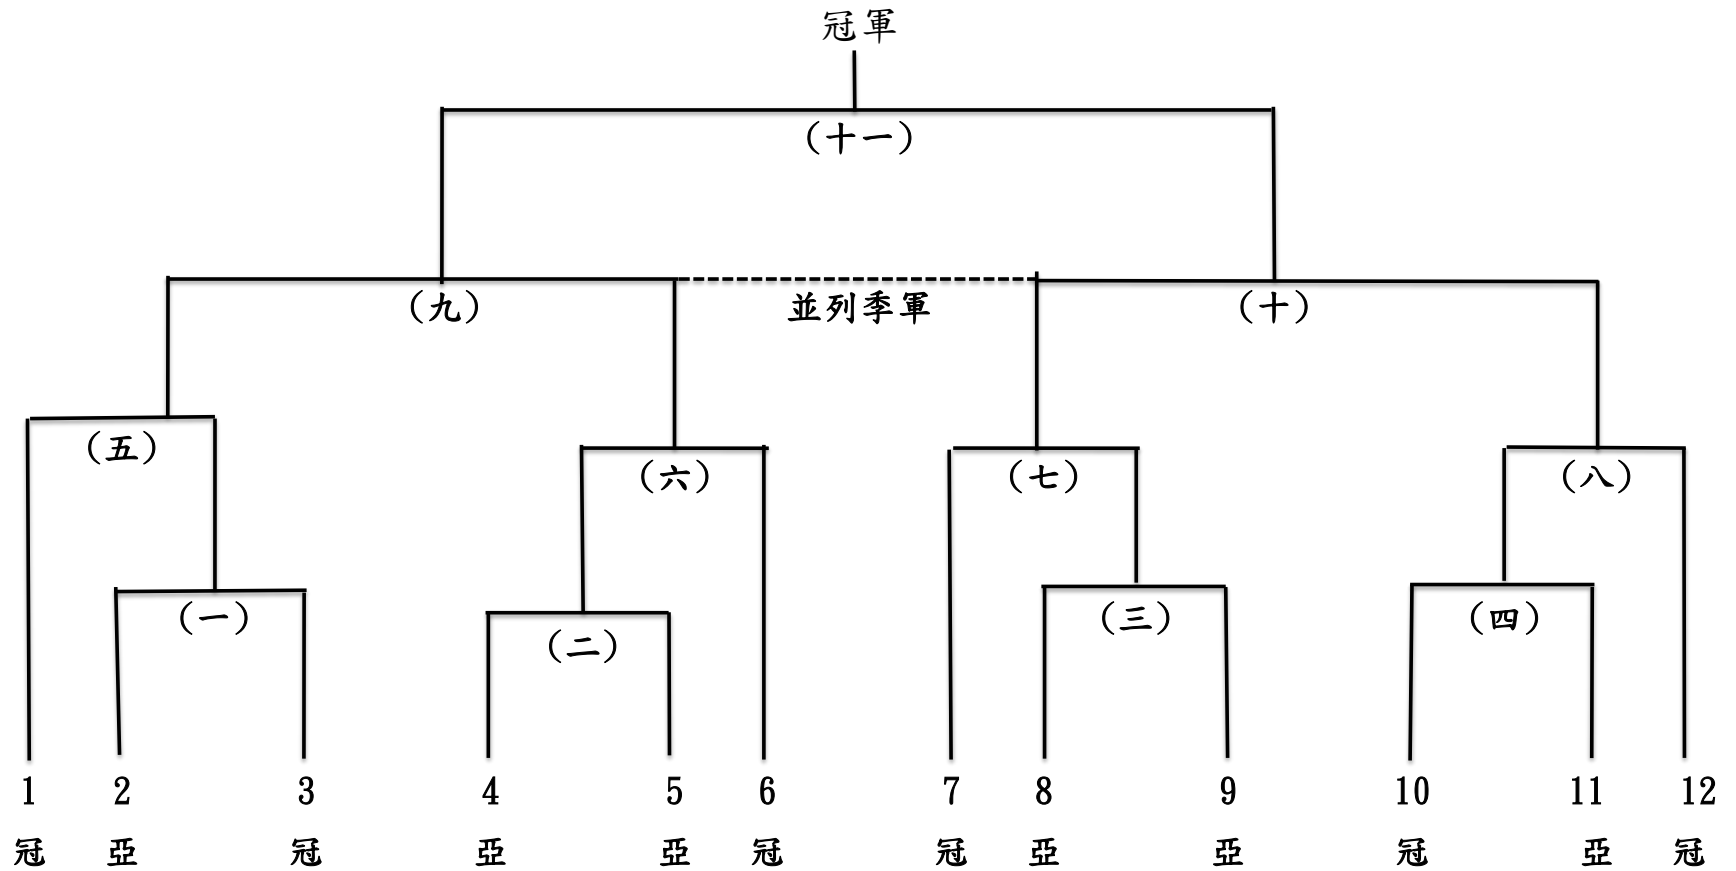 冠軍
（十一）
（九） 並列季軍 （十）
（五） （六） （七） （八）
（一） （二） （三） （四）
1 2 3 4 5 6 7 8 9 10 11 12
冠 亞 冠 亞 亞 冠 冠 亞 亞 冠 亞 冠